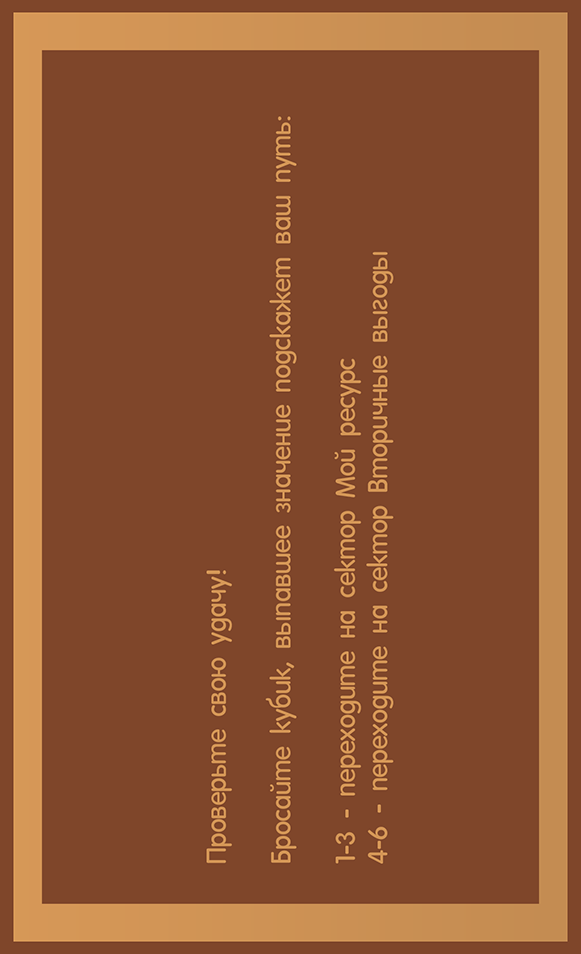 Проверьте свою удачу!
Бросайте кубик, выпавшее значение подскажет ваш путь:
1-3 - переходите на сектор Мой ресурс
4-6 - переходите на сектор Вторичные выгоды